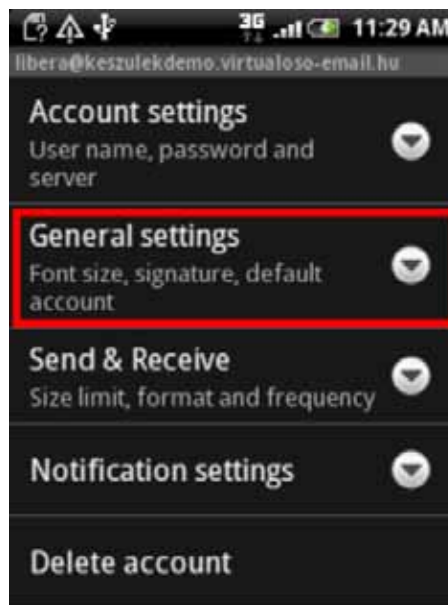 3G 11:29 AM
libera@keszulekdemo.virtualoso-email.hu
Account settings
User name, password and
server
General settings
Font size, signature, default
account
Send & Receive
Size limit, format and frequency
Notification settings
Delete account